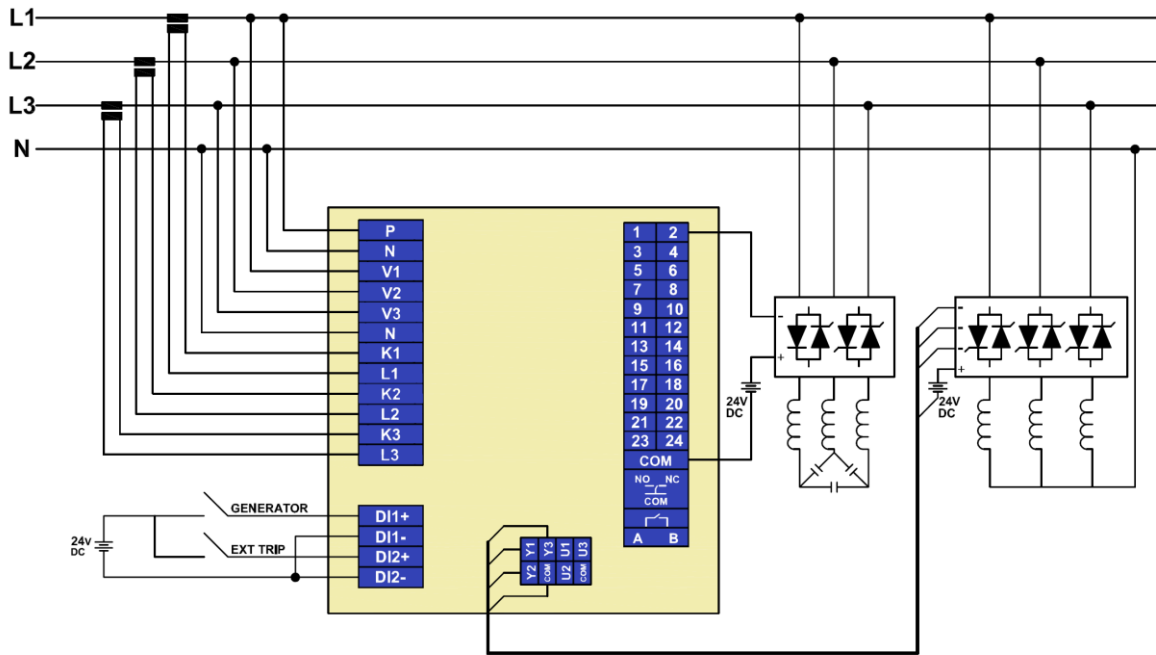 L1
L2
L3
N
P
N
V1
V2
V3
N
K1
L1
K2
L2
K3
L3
GENERATOR
EXT TRIP
24V
DC
DI1+
DI1-
DI2+
DI2-
Y1 Y3 U1 U3
Y2 COM U2 COM
1 2
3 4
5 6
7 8
9 10
11 12
13 14
15 16
17 18
19 20
21 22
23 24
COM
NO NC
COM
A B
-
+
24V
DC
-
-
-
+
24V
DC